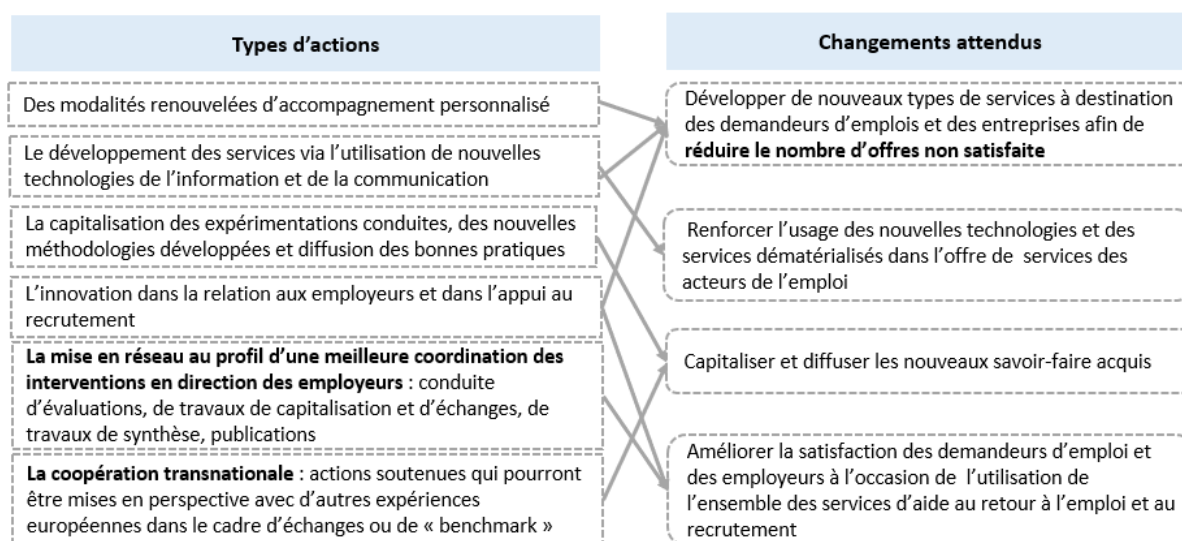 Types d'actions
Des modalités renouvelées d'accompagnement personnalisé
Le développement des services via l'utilisation de nouvelles
technologies de l'information et de la communication
La capitalisation des expérimentations conduites, des nouvelles
méthodologies développées et diffusion des bonnes pratiques
L'innovation dans la relation aux employeurs et dans l'appui au
recrutement
La mise en réseau au profil d'une meilleure coordination des
interventions en direction des employeurs : conduite
d'évaluations, de travaux de capitalisation et d'échanges, de
travaux de synthèse, publications
La coopération transnationale : actions soutenues qui pourront
être mises en perspective avec d'autres expériences
européennes dans le cadre d'échanges ou de « benchmark »
Changements attendus
Développer de nouveaux types de services à destination
des demandeurs d'emplois et des entreprises afin de
réduire le nombre d'offres non satisfaite
Renforcer l'usage des nouvelles technologies et des
services dématérialisés dans l'offre de services des
acteurs de l'emploi
Capitaliser et diffuser les nouveaux savoir-faire acquis
Améliorer la satisfaction des demandeurs d'emploi et
des employeurs à l'occasion de l'utilisation de
l'ensemble des services d'aide au retour à l'emploi et au
recrutement